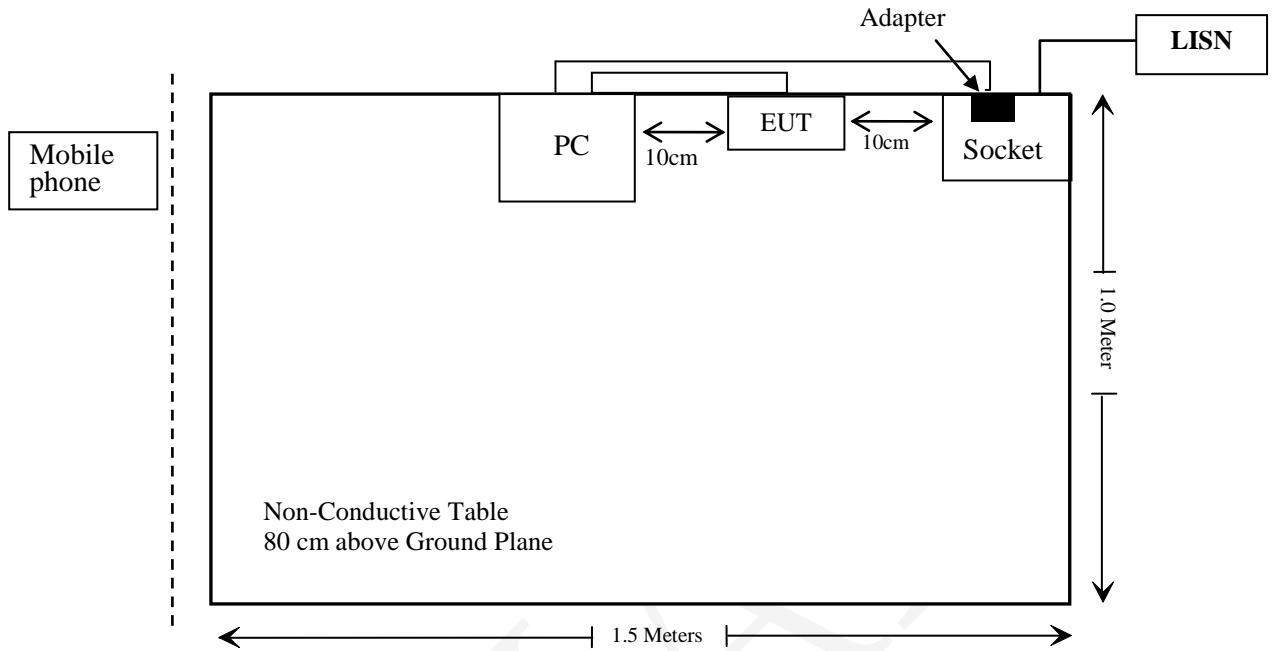 Adapter
LISN
Mobile
phone
PC
10cm
EUT
10cm
Socket
1.0 Meter
Non-Conductive Table
80 cm above Ground Plane
1.5 Meters